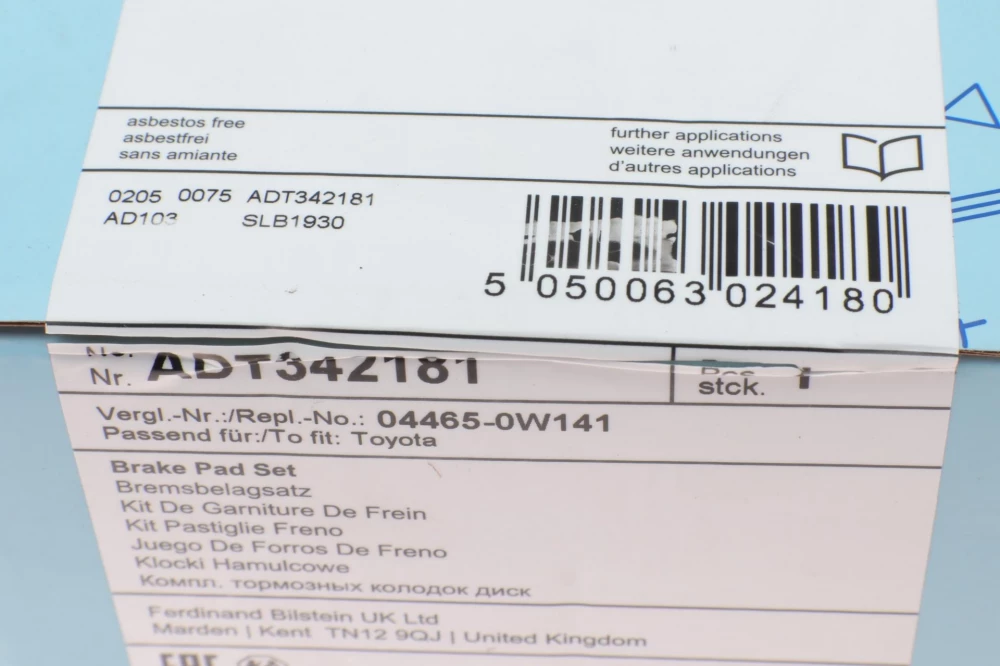 asbestos free
asbestfrei
sans amiante
further applications
weitere anwendungen
d'autres applications
0205 0075 ADT342181
AD103 SLB1930
5 050063 024180
Nr. ADT342181
stck. 1
Vergl.-Nr.:/Repl.-No.: 04465-0W141
Passend für:/To fit: Toyota
Brake Pad Set
Bremsbelagsatz
Kit De Garniture De Frein
Kit Pastiglie Freno
Juego De Forros De Freno
Klocki Hamulcowe
Компл. тормозных колодок диск
Ferdinand Bilstein UK Ltd
Marden | Kent TN12 9QJ | United Kingdom